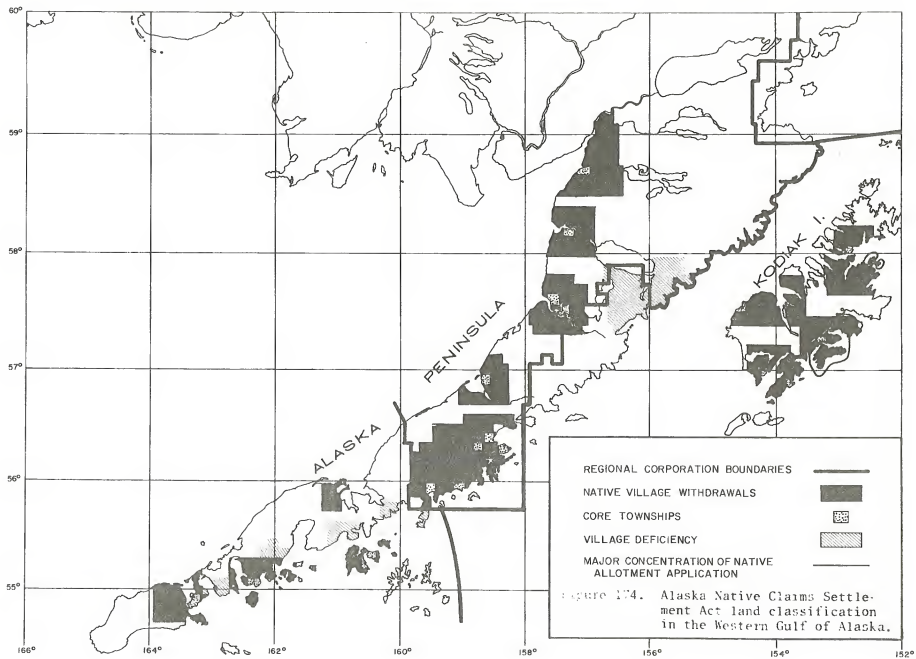 60°
59°
58°
57°
56°
55°
166°
164°
162°
160°
158°
156°
154°
152°
ALASKA PENINSULA
KODIAK I.
REGIONAL CORPORATION BOUNDARIES
NATIVE VILLAGE WITHDRAWALS
CORE TOWNSHIPS
VILLAGE DEFICIENCY
MAJOR CONCENTRATION OF NATIVE
ALLOTMENT APPLICATION
Figure 174. Alaska Native Claims Settle-
ment Act land classification
in the Western Gulf of Alaska.